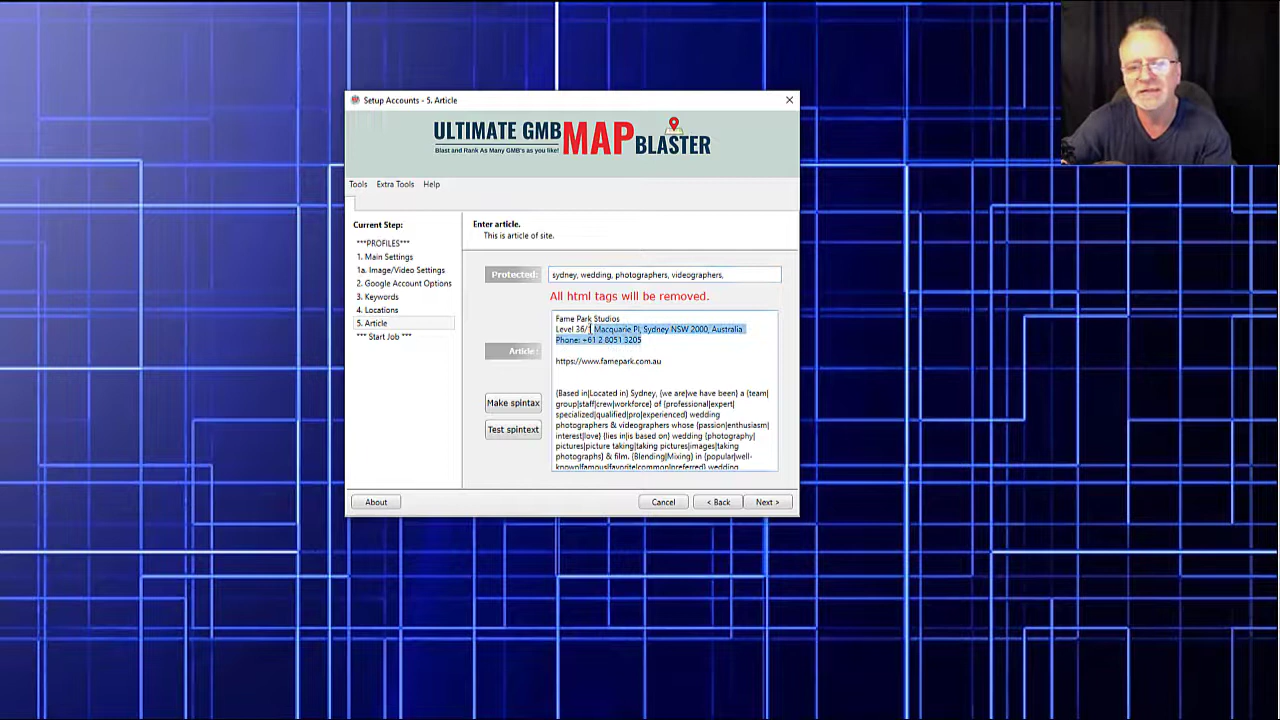 Setup Accounts - 5. Article
ULTIMATE GMB MAP BLASTER
Blast and Rank As Many GMB's as you like!
Tools Extra Tools Help
Current Step:
***PROFILES***
1. Main Settings
1a. Image/Video Settings
2. Google Account Options
3. Keywords
4. Locations
5. Article
*** Start Job ***
Enter article.
This is article of site.
Protected: sydney, wedding, photographers, videographers,
All html tags will be removed.
Article:
Fame Park Studios
Level 36/1 Macquarie Pl, Sydney NSW 2000, Australia
Phone: +61 2 8051 3205
https://www.famepark.com.au
{Based in|Located in} Sydney, {we are|we have been} a {team|
group|staff|crew|workforce} of {professional|expert|
specialized|qualified|pro|experienced} wedding
photographers & videographers whose {passion|enthusiasm|
interest|love} {lies in|is based on} wedding {photography|
pictures|picture taking|taking pictures|images|taking
photographs} & film. {Blending|Mixing} in {popular|well-
known|famous|favorite|common|preferred} wedding
Make spintax
Test spintext
About
Cancel
< Back
Next >